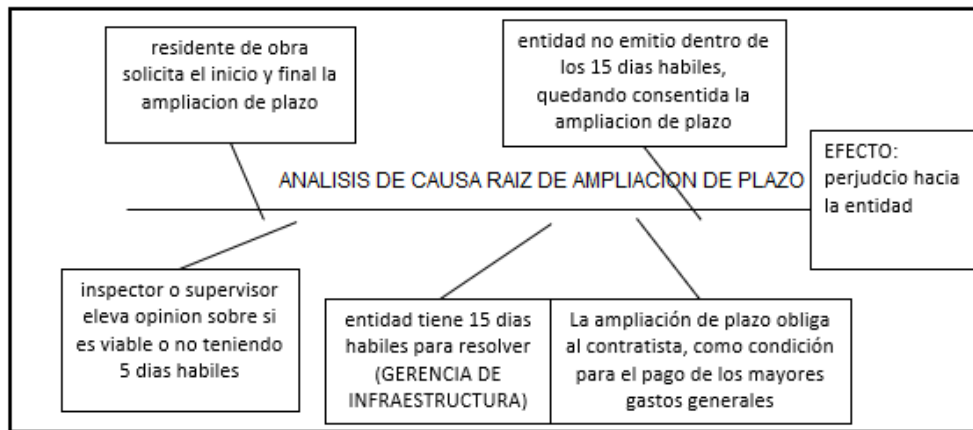 residente de obra
solicita el inicio y final la
ampliacion de plazo
entidad no emitio dentro de
los 15 dias habiles,
quedando consentida la
ampliacion de plazo
ANALISIS DE CAUSA RAIZ DE AMPLIACION DE PLAZO
EFECTO:
perjudcio hacia
la entidad
inspector o supervisor
eleva opinion sobre si
es viable o no teniendo
5 dias habiles
entidad tiene 15 dias
habiles para resolver
(GERENCIA DE
INFRAESTRUCTURA)
La ampliación de plazo obliga
al contratista, como condición
para el pago de los mayores
gastos generales